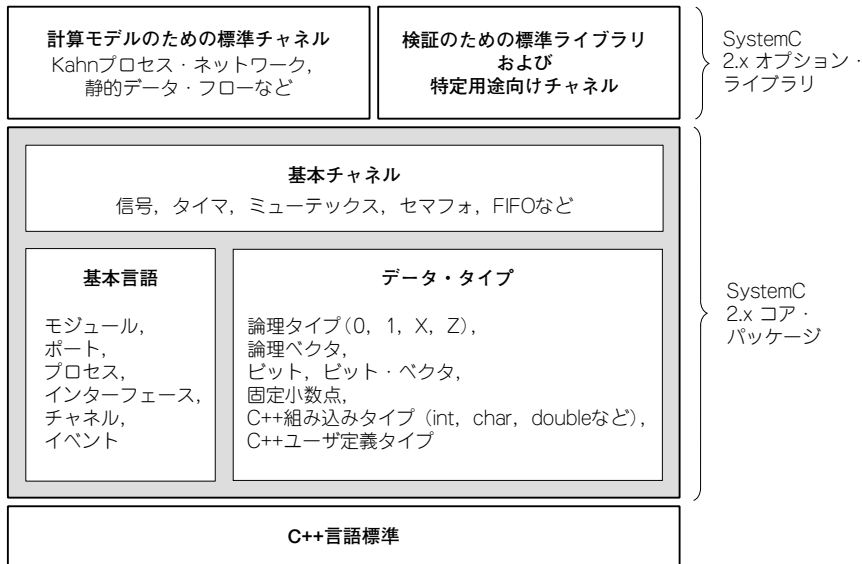 計算モデルのための標準チャネル
Kahnプロセス・ネットワーク,
静的データ・フローなど
検証のための標準ライブラリ
および
特定用途向けチャネル
SystemC
2.x オプション・
ライブラリ
基本チャネル
信号, タイマ, ミューテックス, セマフォ, FIFOなど
基本言語
モジュール,
ポート,
プロセス,
インターフェース,
チャネル,
イベント
データ・タイプ
論理タイプ(0, 1, X, Z),
論理ベクタ,
ビット, ビット・ベクタ,
固定小数点,
C++組み込みタイプ(int, char, doubleなど),
C++ユーザ定義タイプ
SystemC
2.x コア・
パッケージ
C++言語標準